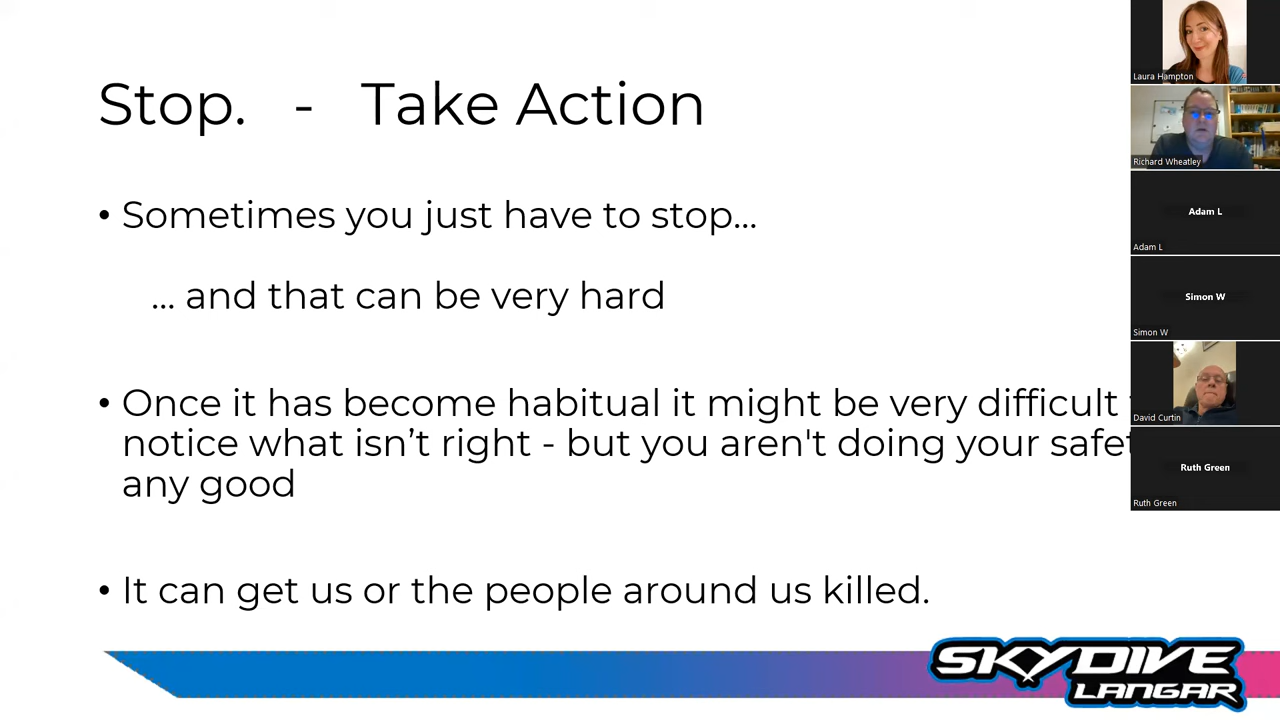 Stop. - Take Action
• Sometimes you just have to stop...
... and that can be very hard
• Once it has become habitual it might be very difficult
notice what isn’t right - but you aren't doing your safet
any good
• It can get us or the people around us killed.
SKYDIVE
LANGAR
Laura Hampton
Richard Wheatley
Adam L
Adam L
Simon W
Simon W
David Curtin
Ruth Green
Ruth Green